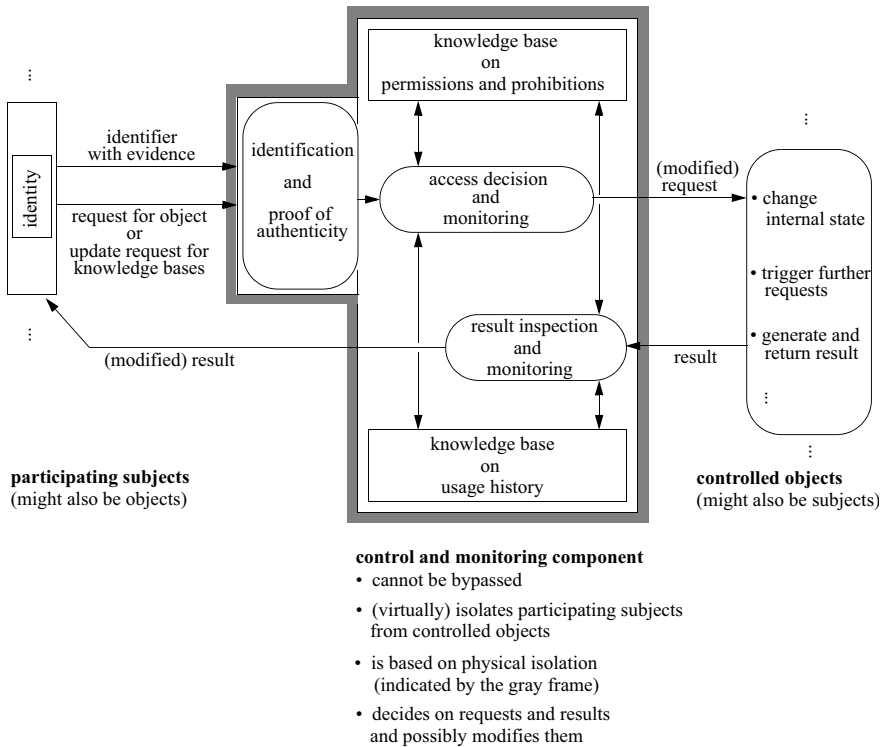 knowledge base
on
permissions and prohibitions
...
identity
identifier
with evidence
request for object
or
update request for
knowledge bases
...
identification
and
proof of
authenticity
access decision
and
monitoring
(modified)
request
...
• change
internal state
• trigger further
requests
• generate and
return result
...
...
result inspection
and
monitoring
result
(modified) result
knowledge base
on
usage history
participating subjects
(might also be objects)
controlled objects
(might also be subjects)
control and monitoring component
• cannot be bypassed
• (virtually) isolates participating subjects
from controlled objects
• is based on physical isolation
(indicated by the gray frame)
• decides on requests and results
and possibly modifies them